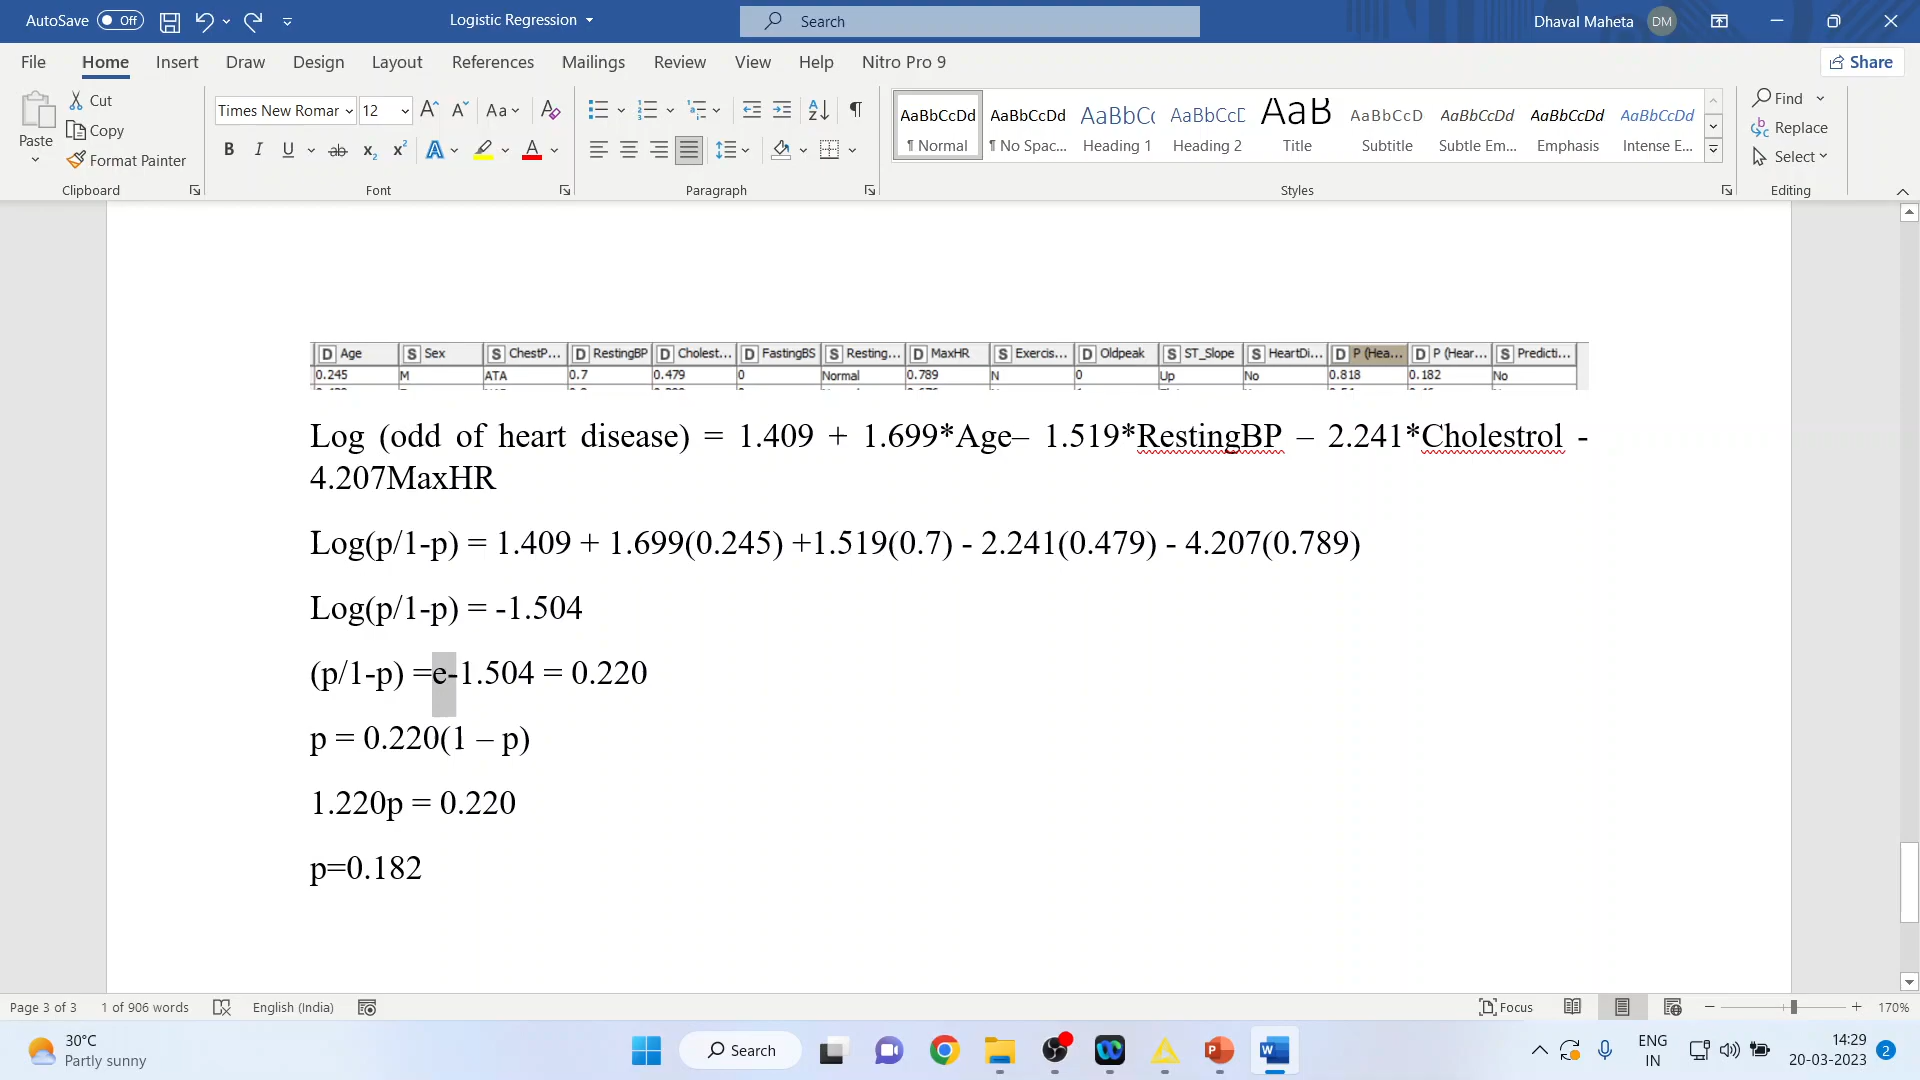 AutoSave Off Logistic Regression Search Dhaval Maheta DM
File Home Insert Draw Design Layout References Mailings Review View Help Nitro Pro 9 Share
Paste Cut Copy Format Painter
Times New Roman 12 Aa
B I U ab x₂ x² A A
AaBbCcDd AaBbCcDd AaBbCc AaBbCcD AaB AaBbCcD AaBbCcDd AaBbCcDd AaBbCcDd
¶ Normal ¶ No Spac... Heading 1 Heading 2 Title Subtitle Subtle Em... Emphasis Intense E...
Find Replace Select
Clipboard Font Paragraph Styles Editing
D Age S Sex S ChestP... D RestingBP D Cholest... D FastingBS S Resting... D MaxHR S Exercis... D Oldpeak S ST_Slope S HeartDi... D P (Hea... D P (Hear... S Predicti...
0.245 M ATA 0.7 0.479 0 Normal 0.789 N 0 Up No 0.818 0.182 No
Log (odd of heart disease) = 1.409 + 1.699*Age– 1.519*RestingBP – 2.241*Cholestrol -
4.207MaxHR
Log(p/1-p) = 1.409 + 1.699(0.245) +1.519(0.7) - 2.241(0.479) - 4.207(0.789)
Log(p/1-p) = -1.504
(p/1-p) =e-1.504 = 0.220
p = 0.220(1 – p)
1.220p = 0.220
p=0.182
Page 3 of 3 1 of 906 words English (India) Focus 170%
30°C
Partly sunny
Search
ENG
IN
14:29
20-03-2023 2